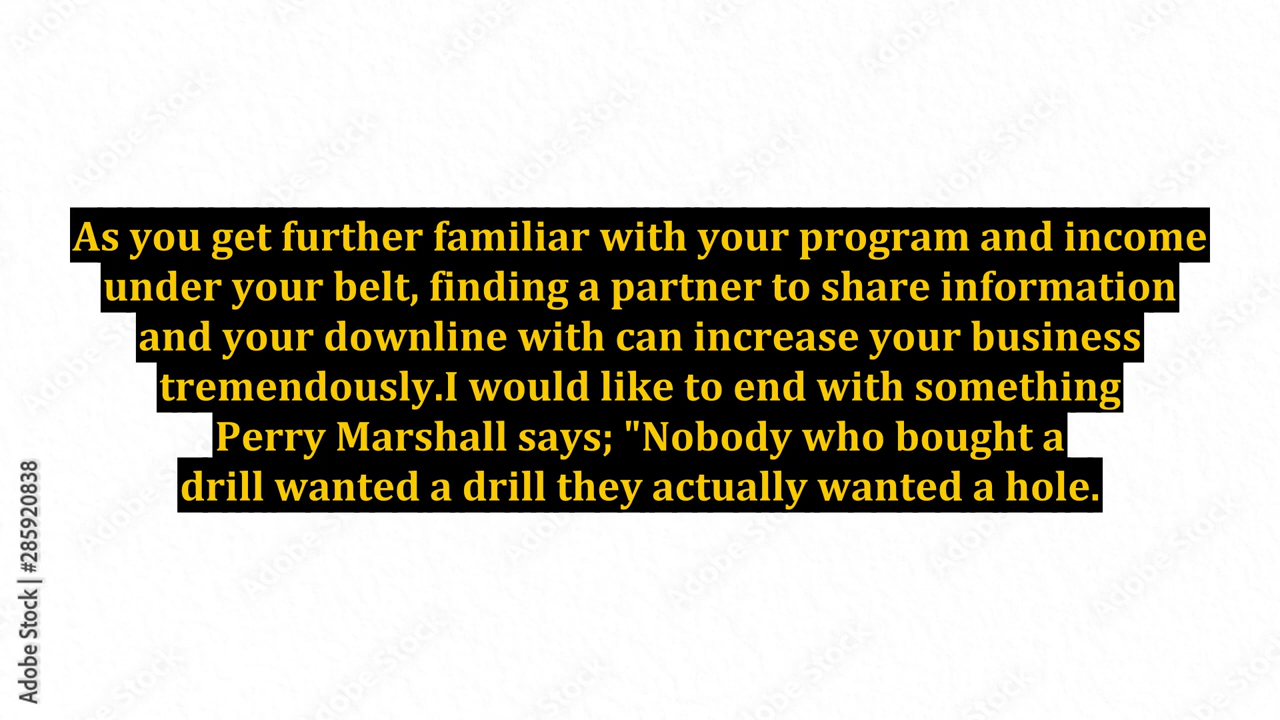 As you get further familiar with your program and income
under your belt, finding a partner to share information
and your downline with can increase your business
tremendously.I would like to end with something
Perry Marshall says; "Nobody who bought a
drill wanted a drill they actually wanted a hole.
Adobe Stock | #285920838